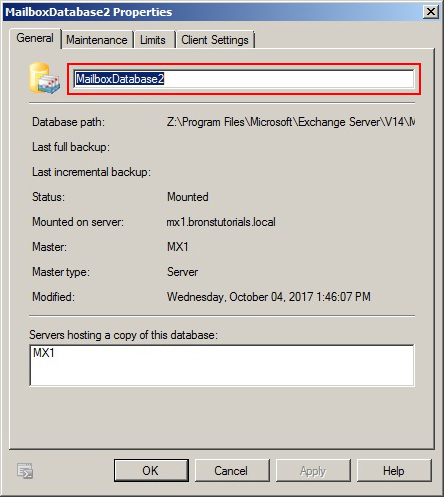 MailboxDatabase2 Properties
General Maintenance Limits Client Settings
MailboxDatabase2
Database path: Z:\Program Files\Microsoft\Exchange Server\V14\M
Last full backup:
Last incremental backup:
Status: Mounted
Mounted on server: mx1.bronstutorials.local
Master: MX1
Master type: Server
Modified: Wednesday, October 04, 2017 1:46:07 PM
Servers hosting a copy of this database:
MX1
OK Cancel Apply Help